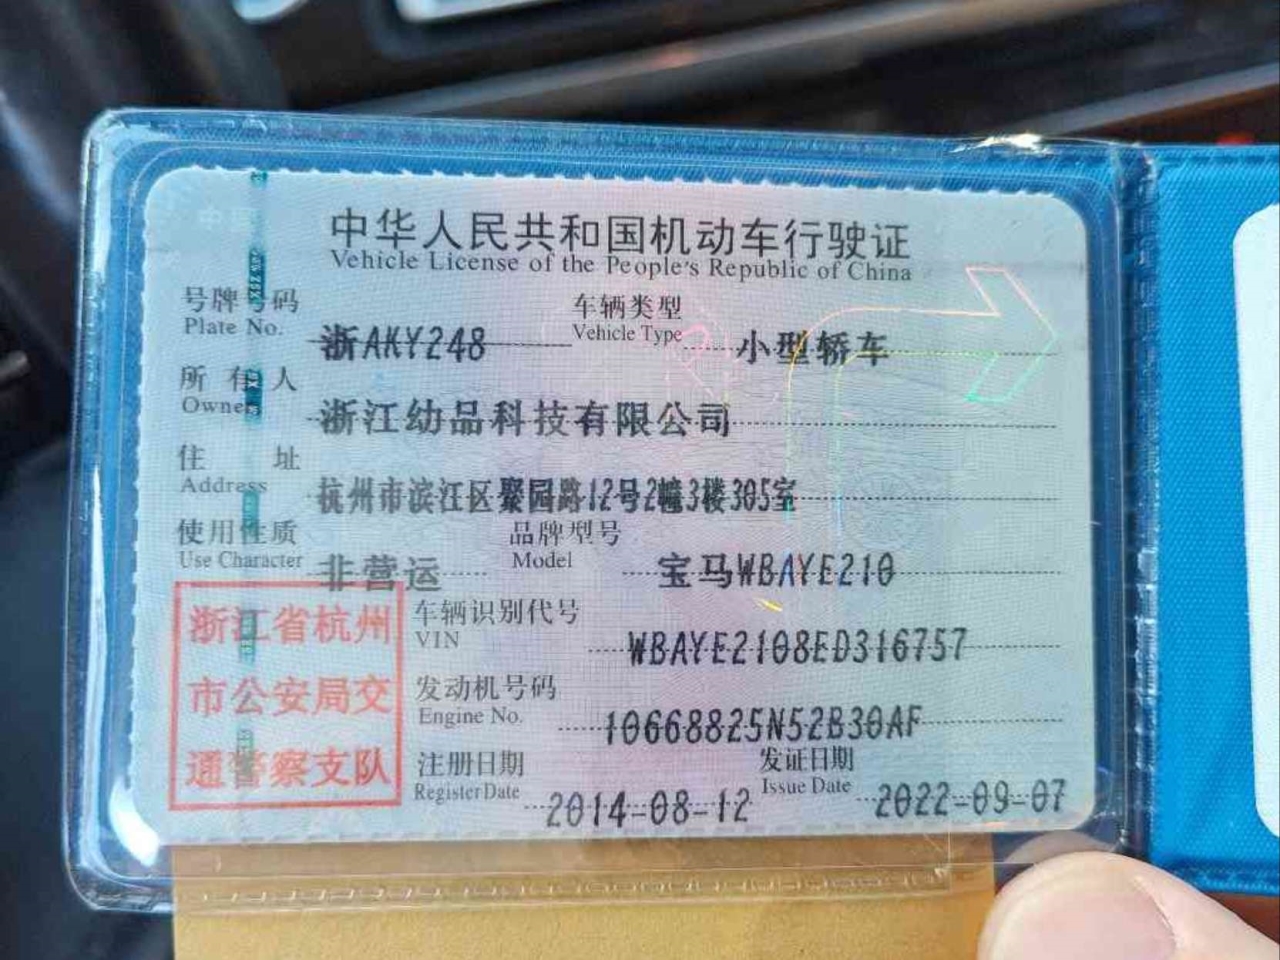 中华人民共和国机动车行驶证
Vehicle License of the People's Republic of China
号牌号码 浙AKY248 车辆类型 小型轿车
Plate No. Vehicle Type
所有人 浙江幼品科技有限公司
Owner
住址 杭州市滨江区聚园路12号2幢3楼305室
Address
使用性质 非营运 品牌型号 宝马WBAYE210
Use Character Model
车辆识别代号 WBAYE2108ED316757
VIN
发动机号码 10668825N52B30AF
Engine No.
注册日期 2014-08-12 发证日期 2022-09-07
Register Date Issue Date
浙江省杭州
市公安局交
通警察支队